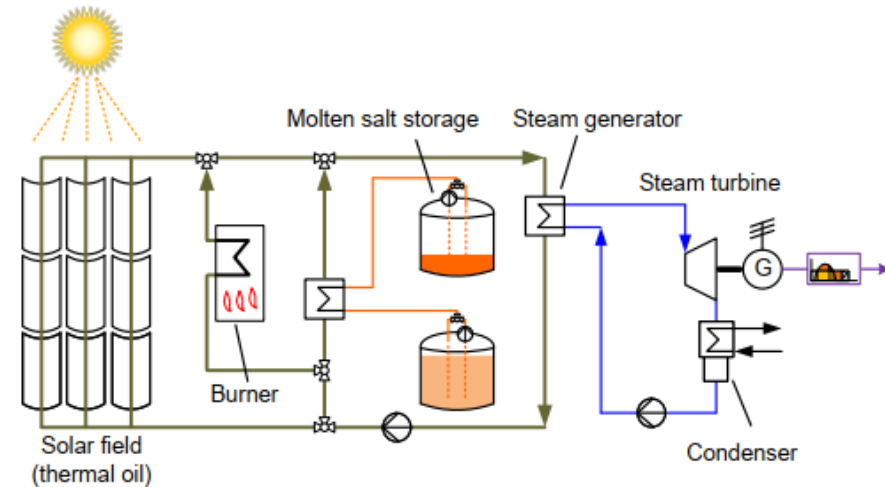 Molten salt storage
Steam generator
Steam turbine
G
Burner
Solar field
(thermal oil)
Condenser